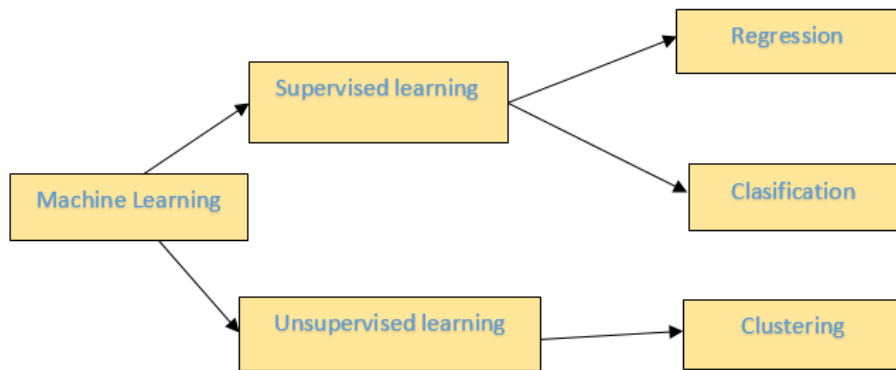 Regression
Supervised learning
Clasification
Machine Learning
Unsupervised learning
Clustering